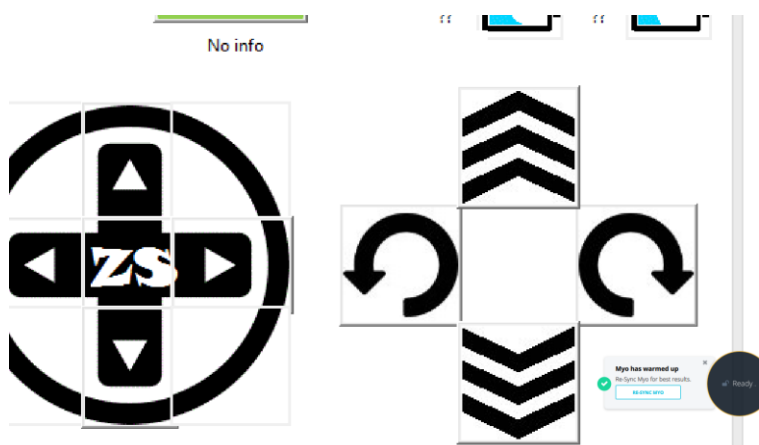 No info
ZS
Myo has warmed up
Re-Sync Myo for best results.
RE-SYNC MYO
Ready